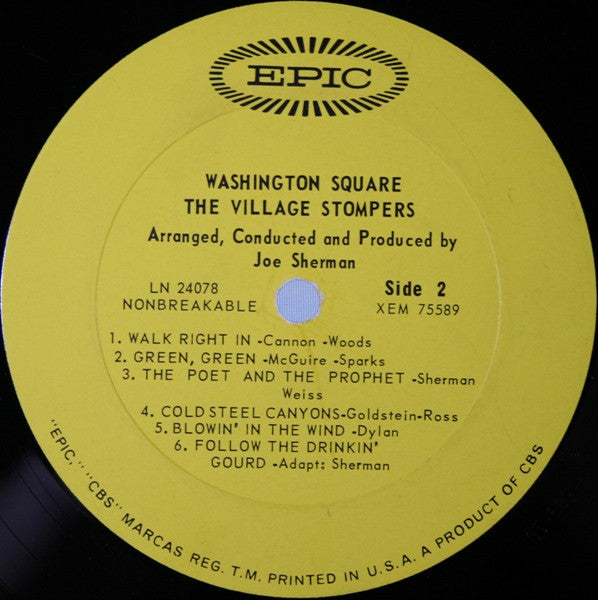 EPIC
WASHINGTON SQUARE
THE VILLAGE STOMPERS
Arranged, Conducted and Produced by
Joe Sherman
LN 24078
NONBREAKABLE
Side 2
XEM 75589
1. WALK RIGHT IN -Cannon -Woods
2. GREEN, GREEN -McGuire -Sparks
3. THE POET AND THE PROPHET -Sherman
Weiss
4. COLD STEEL CANYONS-Goldstein-Ross
5. BLOWIN' IN THE WIND -Dylan
6. FOLLOW THE DRINKIN'
GOURD -Adapt: Sherman
"EPIC," "CBS" MARCAS REG. T.M. PRINTED IN U.S.A. A PRODUCT OF CBS